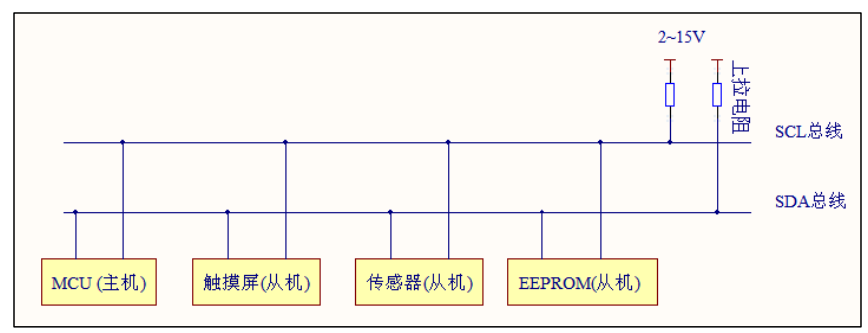 2~15V
上拉电阻
SCL总线
SDA总线
MCU (主机)
触摸屏(从机)
传感器(从机)
EEPROM(从机)